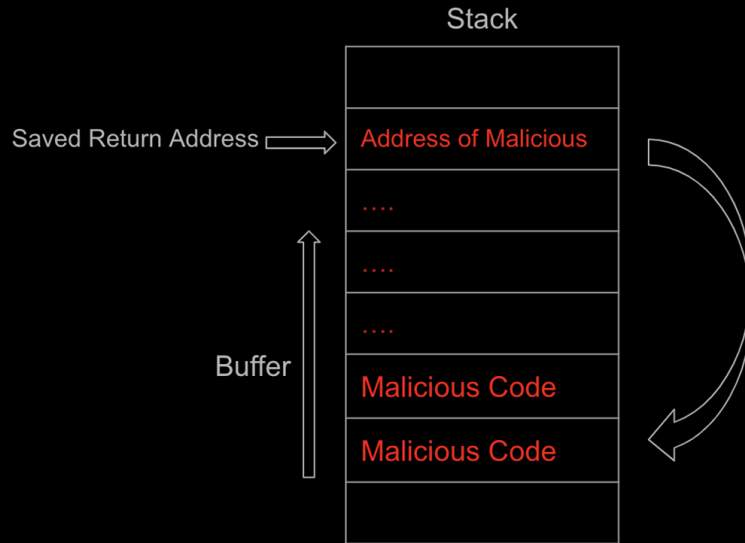 Stack
Saved Return Address
Address of Malicious
....
....
....
Buffer
Malicious Code
Malicious Code